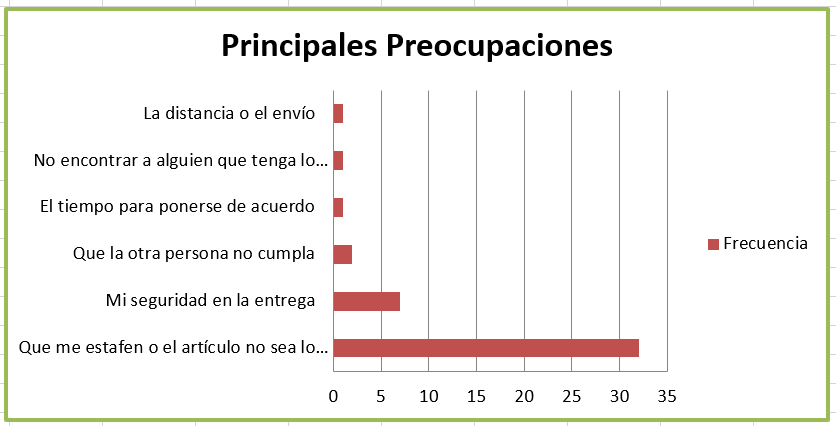 Principales Preocupaciones
La distancia o el envío
No encontrar a alguien que tenga lo...
El tiempo para ponerse de acuerdo
Que la otra persona no cumpla
Mi seguridad en la entrega
Que me estafen o el artículo no sea lo...
0 5 10 15 20 25 30 35
Frecuencia